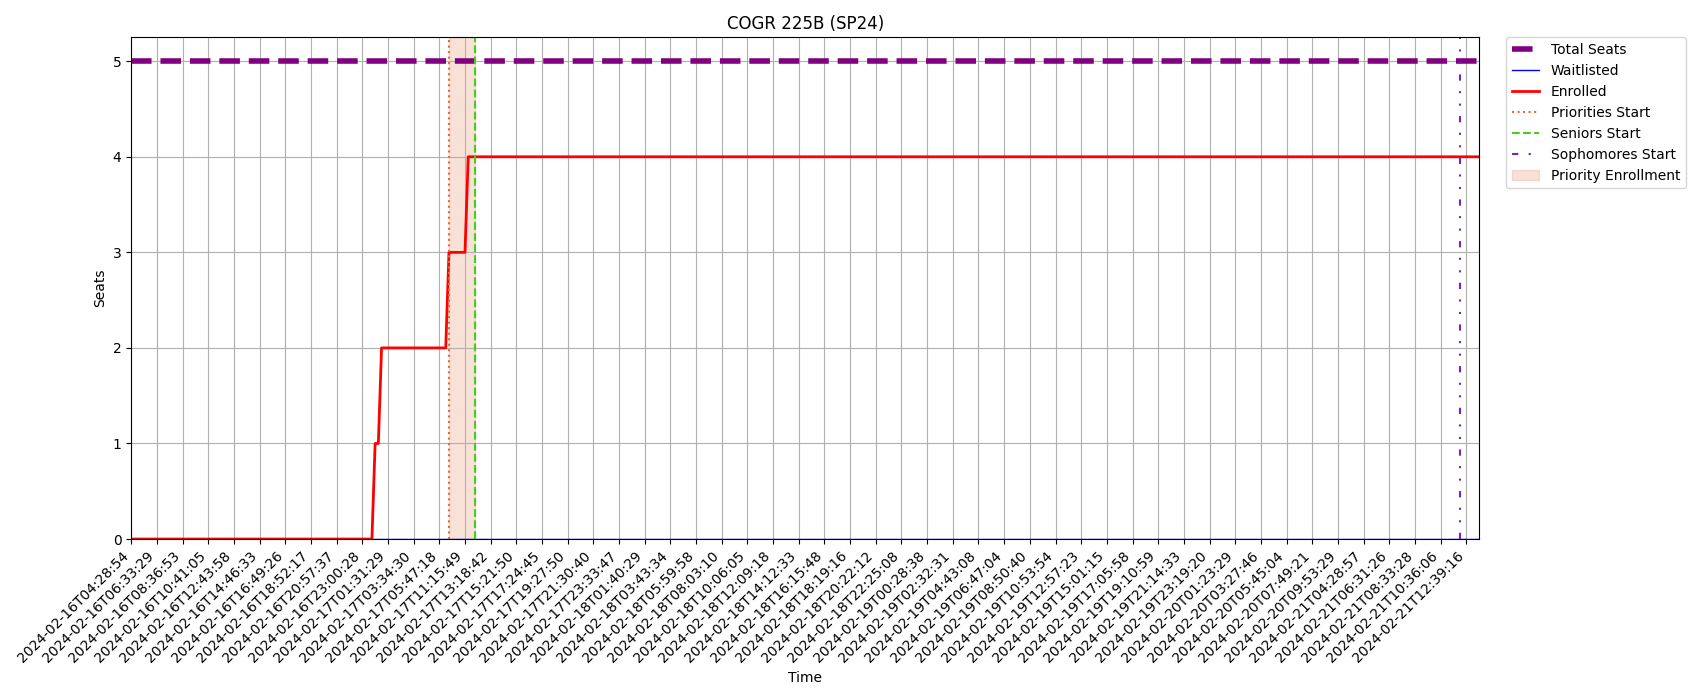 COGR 225B (SP24)
Total Seats
Waitlisted
Enrolled
Priorities Start
Seniors Start
Sophomores Start
Priority Enrollment
Seats
5
4
3
2
1
0
2024-02-16T04:28:54
2024-02-16T06:33:29
2024-02-16T08:36:53
2024-02-16T10:41:05
2024-02-16T12:43:58
2024-02-16T14:46:33
2024-02-16T16:49:26
2024-02-16T18:52:17
2024-02-16T20:57:37
2024-02-16T23:00:28
2024-02-17T01:31:29
2024-02-17T03:34:30
2024-02-17T05:47:18
2024-02-17T11:15:49
2024-02-17T13:18:42
2024-02-17T15:21:50
2024-02-17T17:24:45
2024-02-17T19:27:50
2024-02-17T21:30:40
2024-02-17T23:33:47
2024-02-18T01:40:29
2024-02-18T03:43:34
2024-02-18T05:59:58
2024-02-18T08:03:10
2024-02-18T10:06:05
2024-02-18T12:09:18
2024-02-18T14:12:33
2024-02-18T16:15:48
2024-02-18T18:19:16
2024-02-18T20:22:12
2024-02-18T22:25:08
2024-02-19T00:28:38
2024-02-19T02:32:31
2024-02-19T04:43:08
2024-02-19T06:47:04
2024-02-19T08:50:40
2024-02-19T10:53:54
2024-02-19T12:57:23
2024-02-19T15:01:15
2024-02-19T17:05:58
2024-02-19T19:10:59
2024-02-19T21:14:33
2024-02-19T23:19:20
2024-02-20T01:23:29
2024-02-20T03:27:46
2024-02-20T05:45:04
2024-02-20T07:49:21
2024-02-20T09:53:29
2024-02-21T04:28:57
2024-02-21T06:31:26
2024-02-21T08:33:28
2024-02-21T10:36:06
2024-02-21T12:39:16
Time